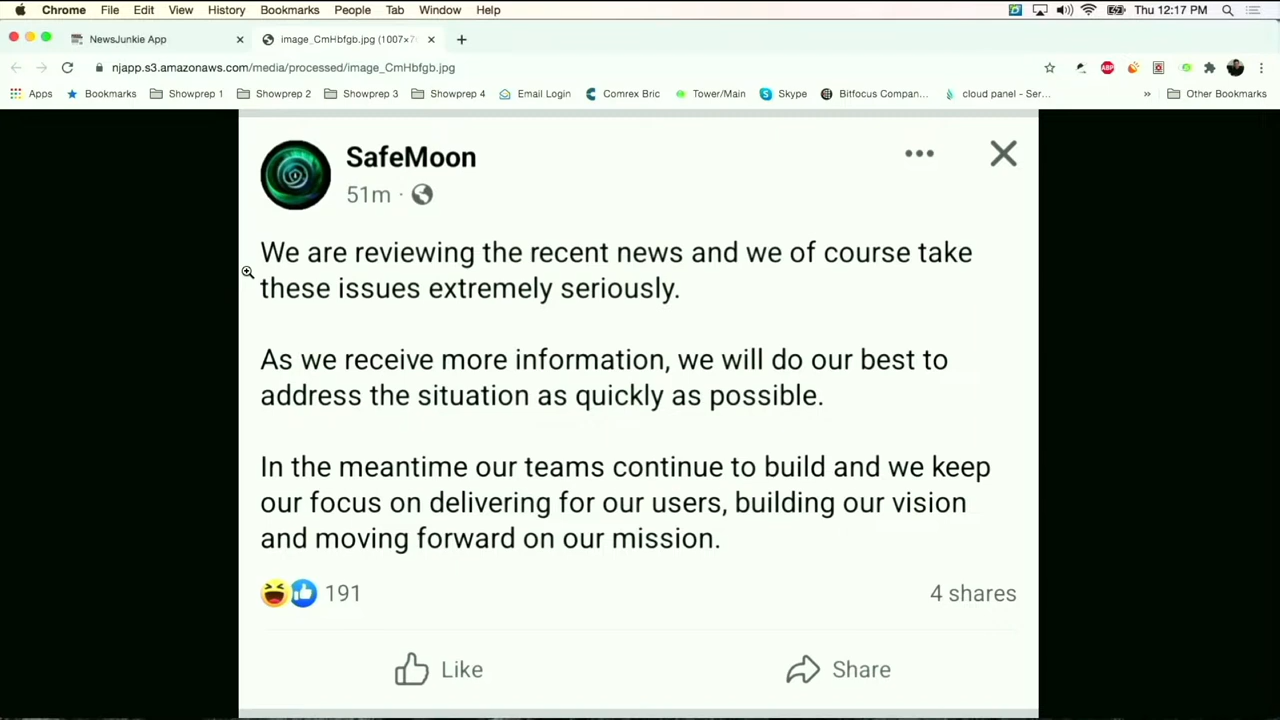 Chrome File Edit View History Bookmarks People Tab Window Help Thu 12:17 PM
NewsJunkie App image_CmHbfgb.jpg (1007×7
njapp.s3.amazonaws.com/media/processed/image_CmHbfgb.jpg ABP
Apps Bookmarks Showprep 1 Showprep 2 Showprep 3 Showprep 4 Email Login Comrex Bric Tower/Main Skype Bitfocus Compan... cloud panel - Ser... » Other Bookmarks
SafeMoon
51m ·
We are reviewing the recent news and we of course take
these issues extremely seriously.
As we receive more information, we will do our best to
address the situation as quickly as possible.
In the meantime our teams continue to build and we keep
our focus on delivering for our users, building our vision
and moving forward on our mission.
191 4 shares
Like Share